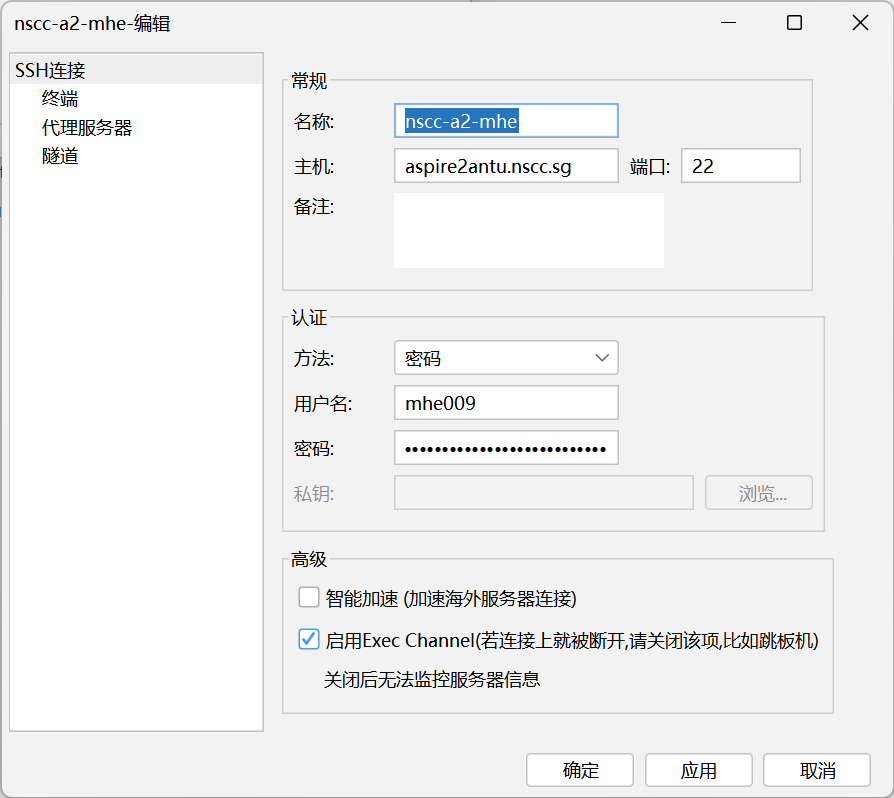 nscc-a2-mhe-编辑
SSH连接
终端
代理服务器
隧道
常规
名称: nscc-a2-mhe
主机: aspire2antu.nscc.sg 端口: 22
备注:
认证
方法: 密码
用户名: mhe009
密码: •••••••••••••••••••••••••••
私钥: 浏览...
高级
智能加速 (加速海外服务器连接)
启用Exec Channel(若连接上就被断开,请关闭该项,比如跳板机)
关闭后无法监控服务器信息
确定 应用 取消